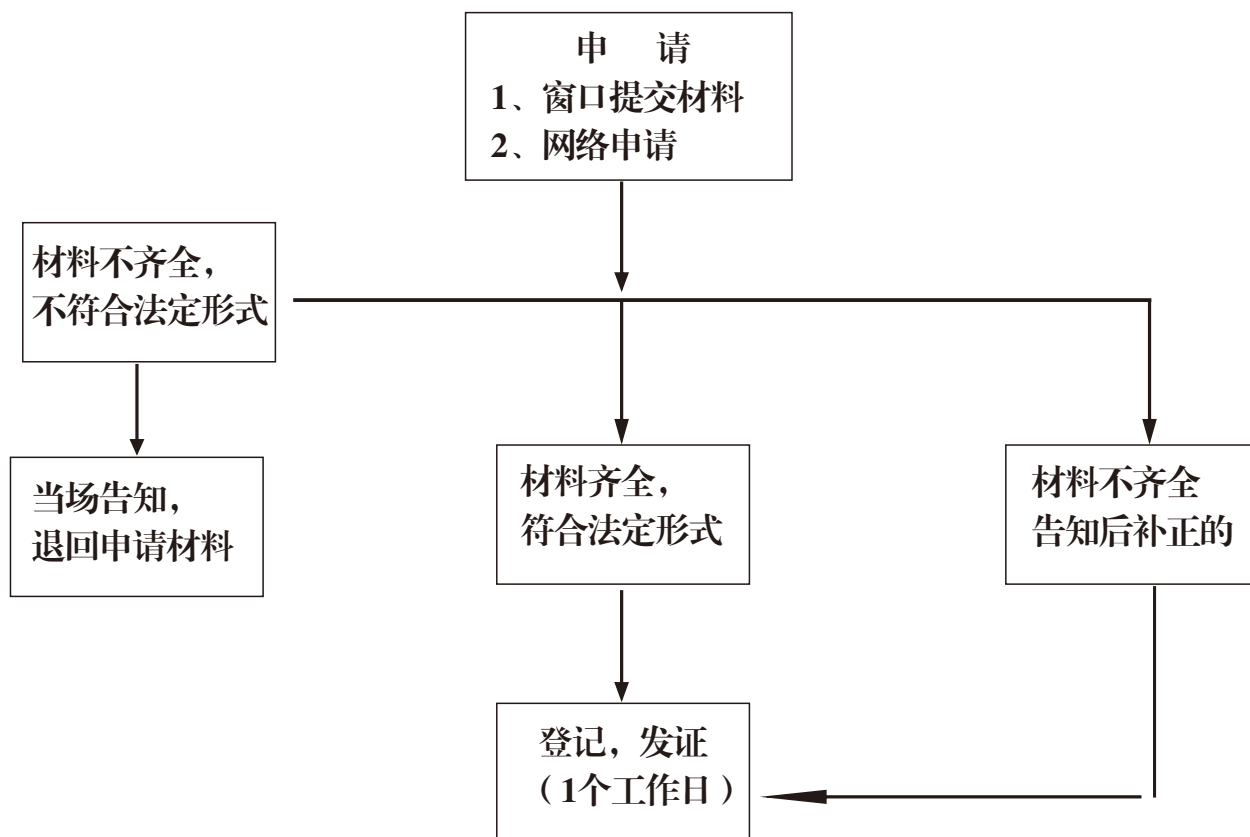 申 请
1、窗口提交材料
2、网络申请
材料不齐全，
不符合法定形式
当场告知，
退回申请材料
材料齐全，
符合法定形式
材料不齐全
告知后补正的
登记，发证
（1个工作日）